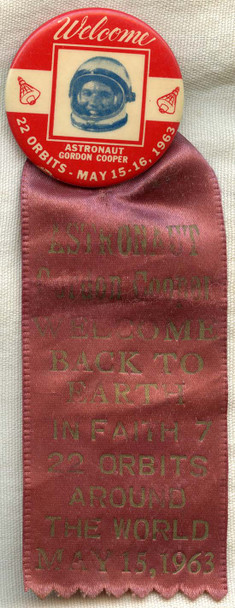 Welcome
ASTRONAUT
GORDON COOPER
22 ORBITS - MAY 15-16, 1963
ASTRONAUT
Gordon Cooper
WELCOME
BACK TO
EARTH
IN FAITH 7
22 ORBITS
AROUND
THE WORLD
MAY 15, 1963